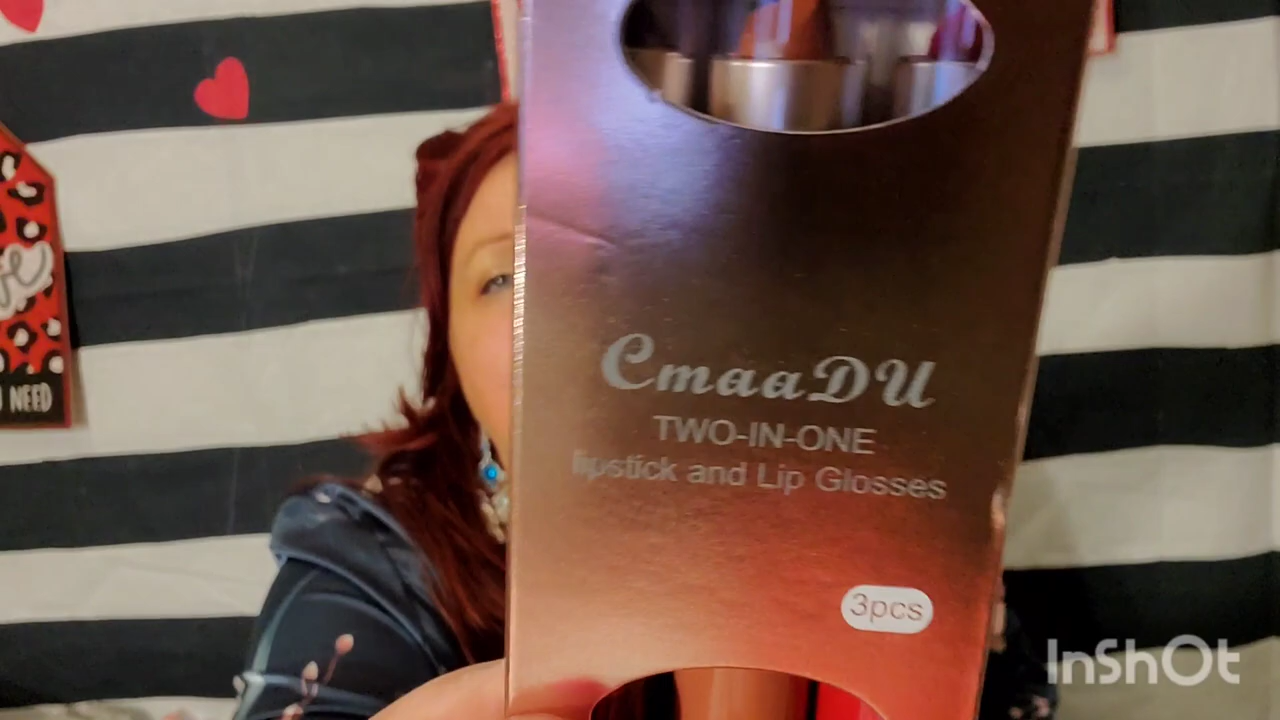 CmaaDU
TWO-IN-ONE
lipstick and Lip Glosses
3pcs
NEED
InShOt